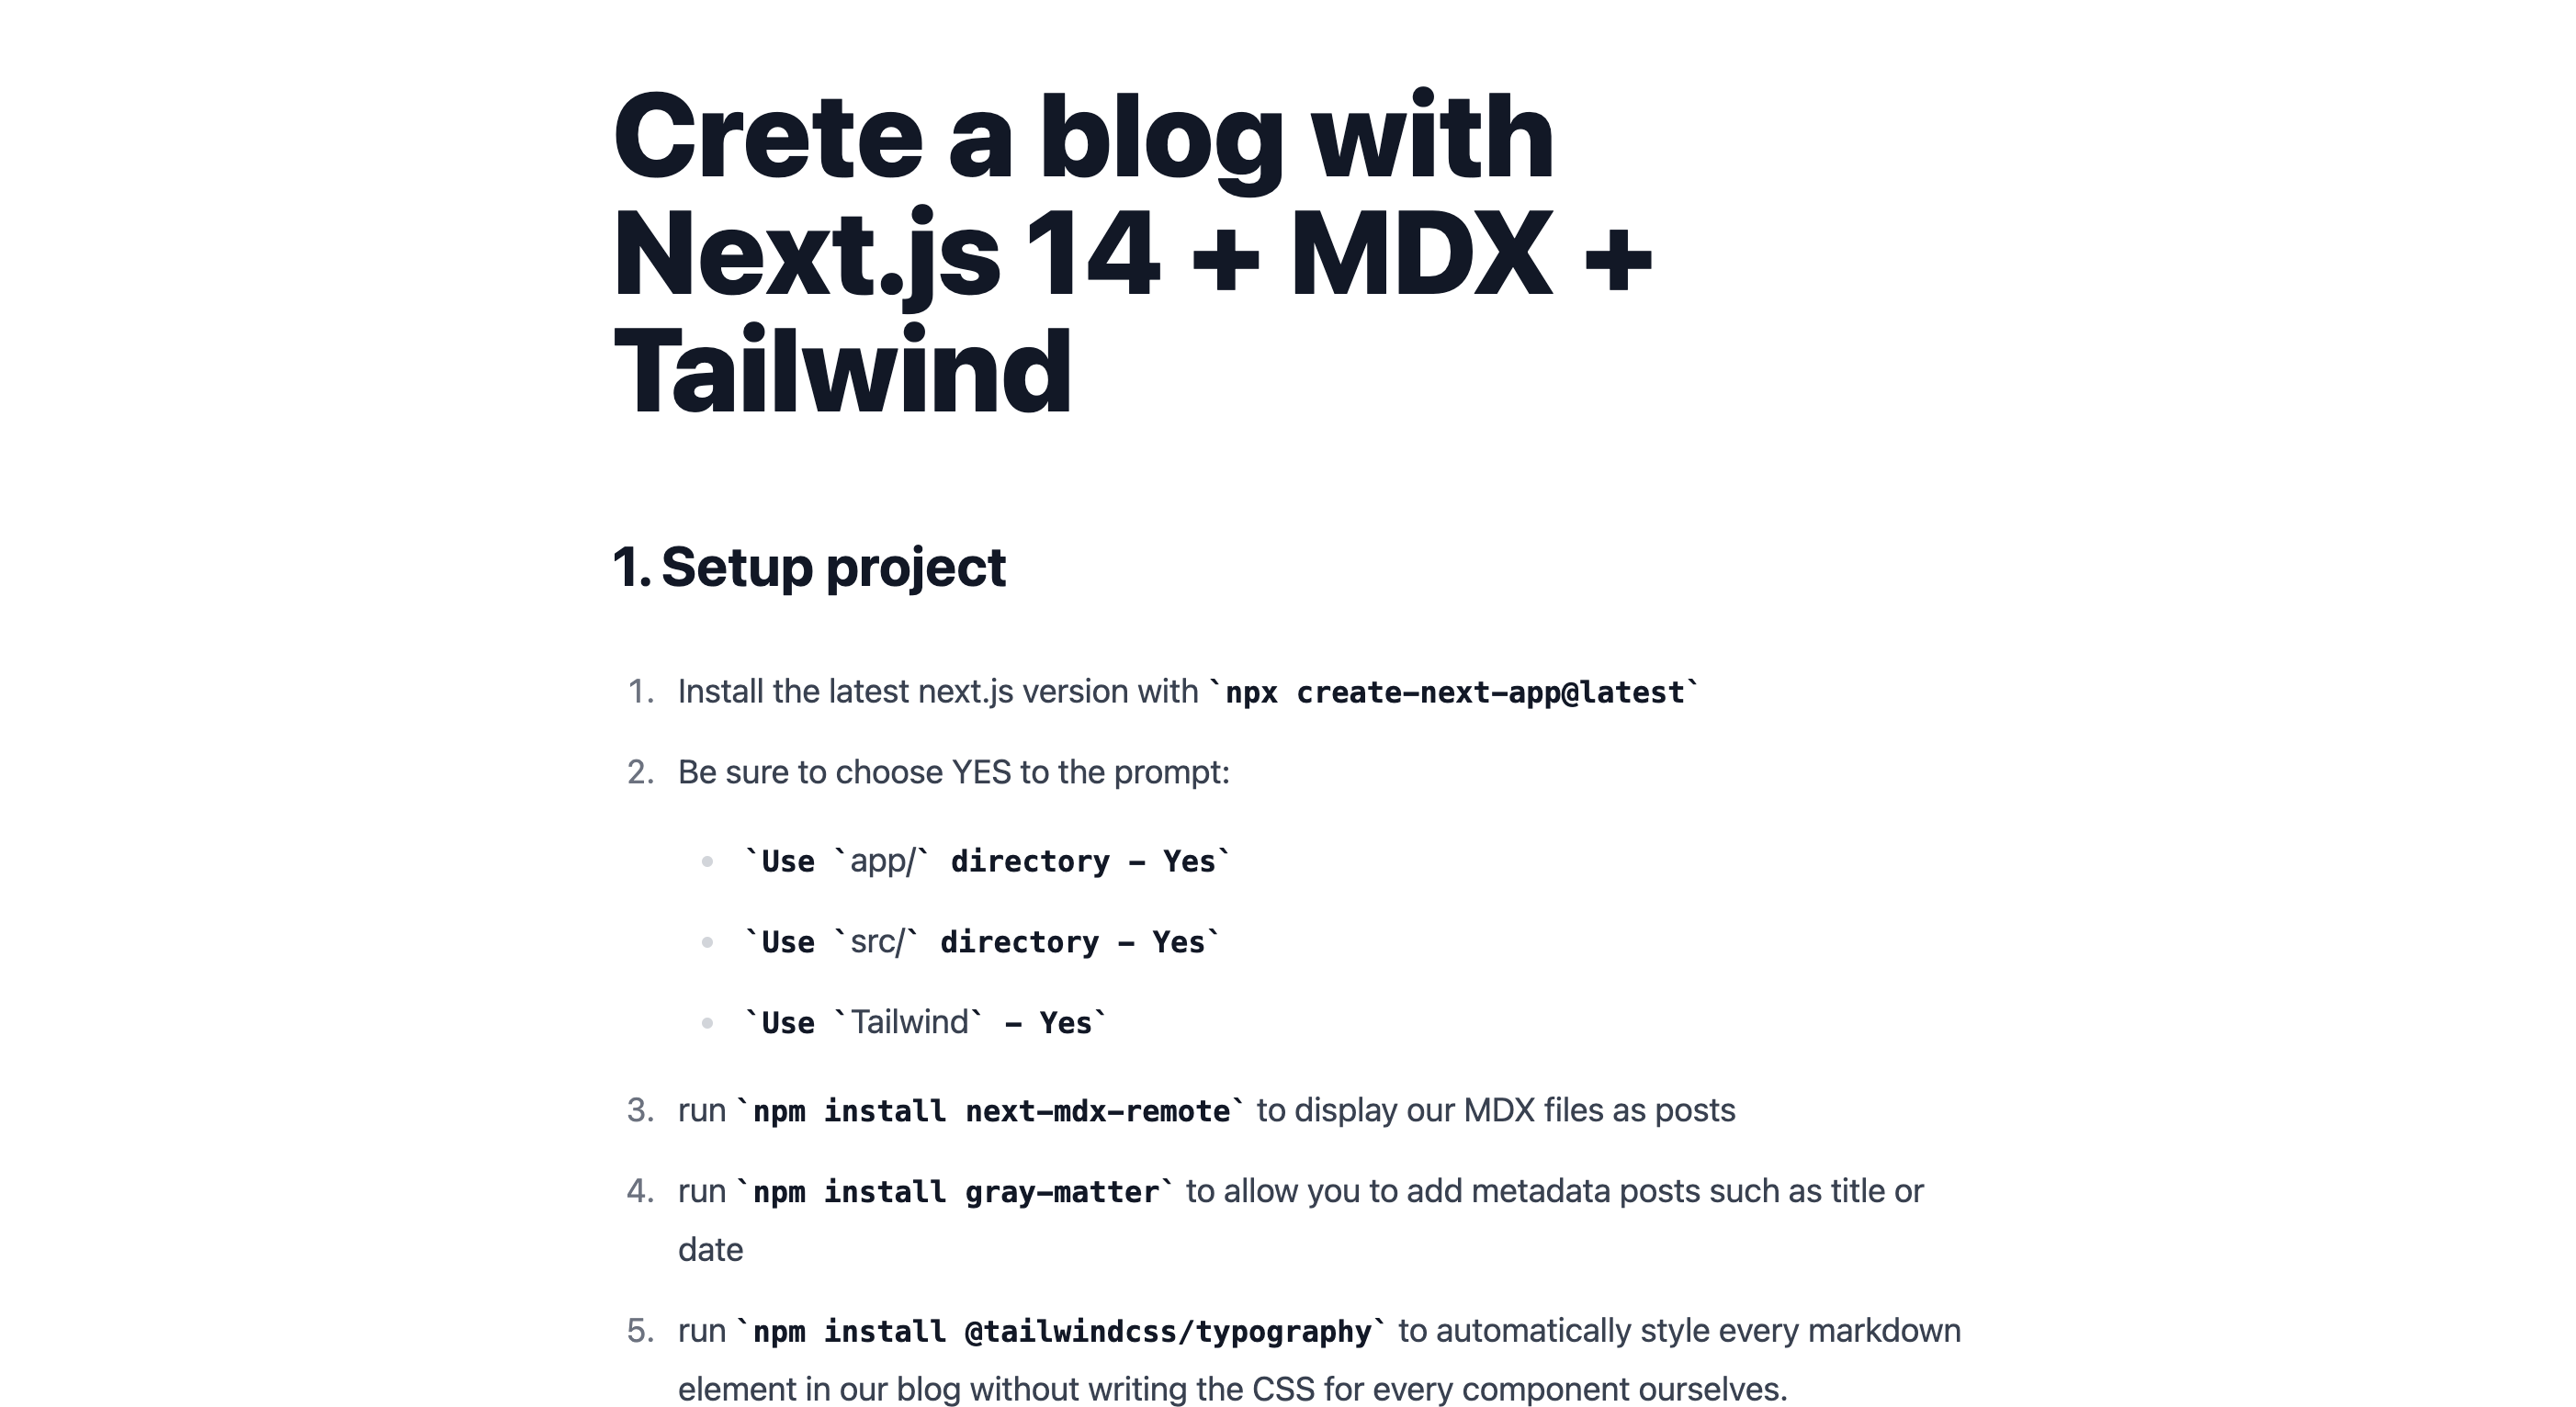 Crete a blog with
Next.js 14 + MDX +
Tailwind
1. Setup project
1. Install the latest next.js version with `npx create-next-app@latest`
2. Be sure to choose YES to the prompt:
• `Use `app/` directory - Yes`
• `Use `src/` directory - Yes`
• `Use `Tailwind` - Yes`
3. run `npm install next-mdx-remote` to display our MDX files as posts
4. run `npm install gray-matter` to allow you to add metadata posts such as title or
date
5. run `npm install @tailwindcss/typography` to automatically style every markdown
element in our blog without writing the CSS for every component ourselves.